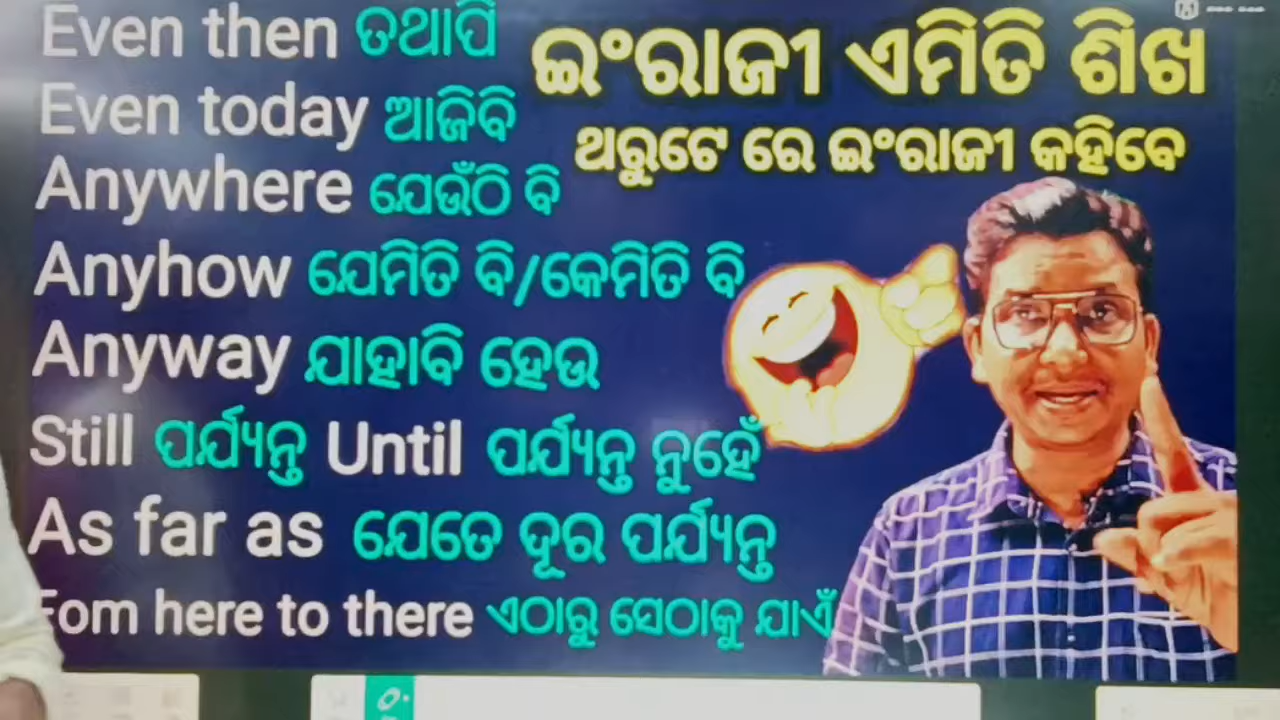 Even then ତଥାପି
Even today ଆଜିବି
Anywhere ଯେଉଁଠି ବି
Anyhow ଯେମିତି ବି/କେମିତି ବି
Anyway ଯାହାବି ହେଉ
Still ପର୍ଯ୍ୟନ୍ତ Until ପର୍ଯ୍ୟନ୍ତ ନୁହେଁ
As far as ଯେତେ ଦୂର ପର୍ଯ୍ୟନ୍ତ
Fom here to there ଏଠାରୁ ସେଠାକୁ ଯାଏଁ
ଇଂରାଜୀ ଏମିତି ଶିଖ
ଥରୁଟେ ରେ ଇଂରାଜୀ କହିବେ